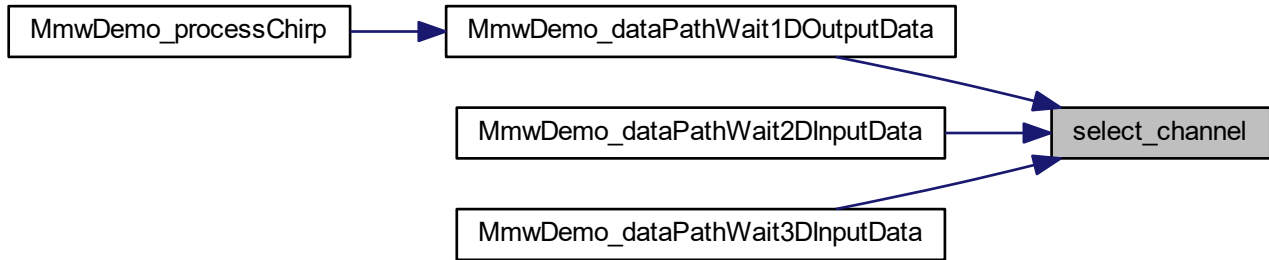 MmwDemo_processChirp
MmwDemo_dataPathWait1DOutputData
MmwDemo_dataPathWait2DInputData
select_channel
MmwDemo_dataPathWait3DInputData